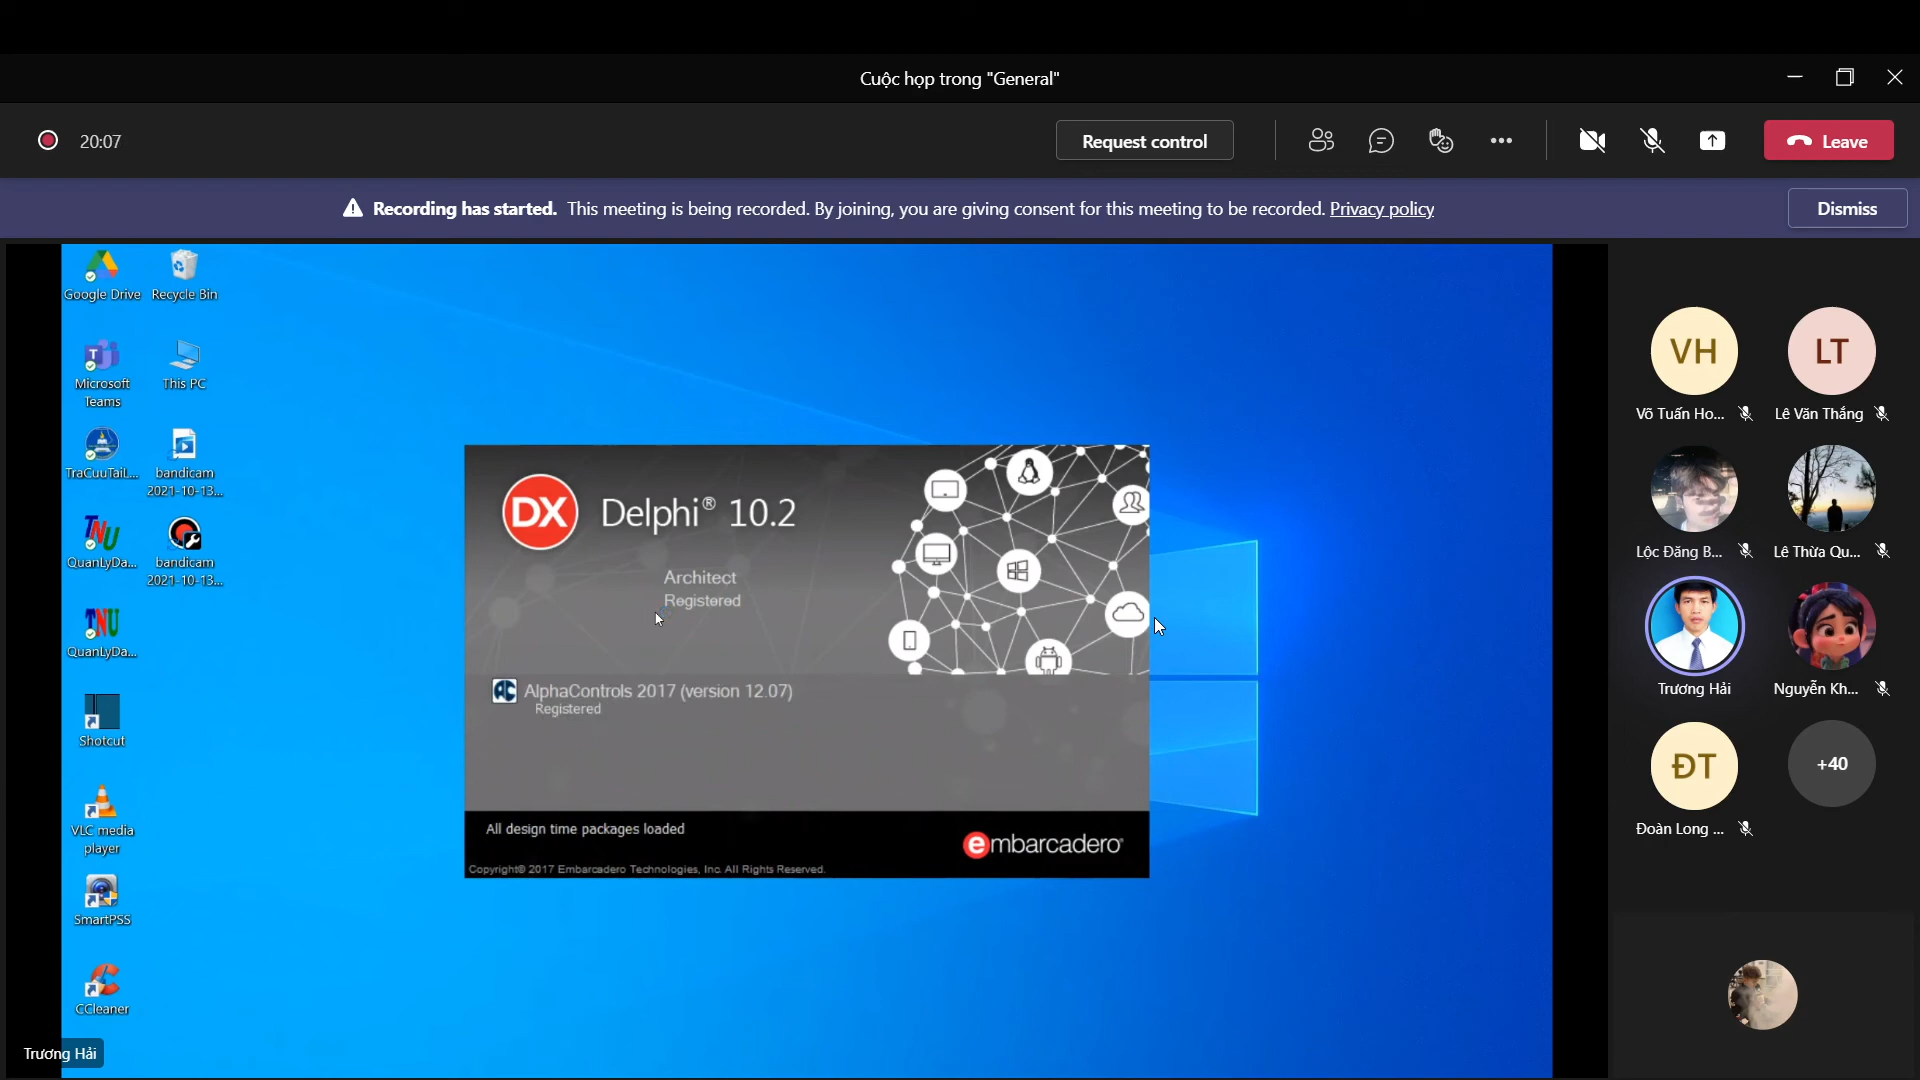 Cuộc họp trong "General"
20:07
Request control
Leave
Recording has started. This meeting is being recorded. By joining, you are giving consent for this meeting to be recorded. Privacy policy
Dismiss
Google Drive
Recycle Bin
Microsoft
Teams
This PC
TraCuuTaiL...
bandicam
2021-10-13...
TNU
QuanLyDa...
bandicam
2021-10-13...
TNU
QuanLyDa...
Shotcut
VLC media
player
SmartPSS
CCleaner
DX
Delphi® 10.2
Architect
Registered
AC
AlphaControls 2017 (version 12.07)
Registered
All design time packages loaded
embarcadero®
Copyright© 2017 Embarcadero Technologies, Inc. All Rights Reserved.
VH
LT
Võ Tuấn Ho...
Lê Văn Thắng
Lộc Đăng B...
Lê Thừa Qu...
Trương Hải
Nguyễn Kh...
ĐT
+40
Đoàn Long ...
Trương Hải